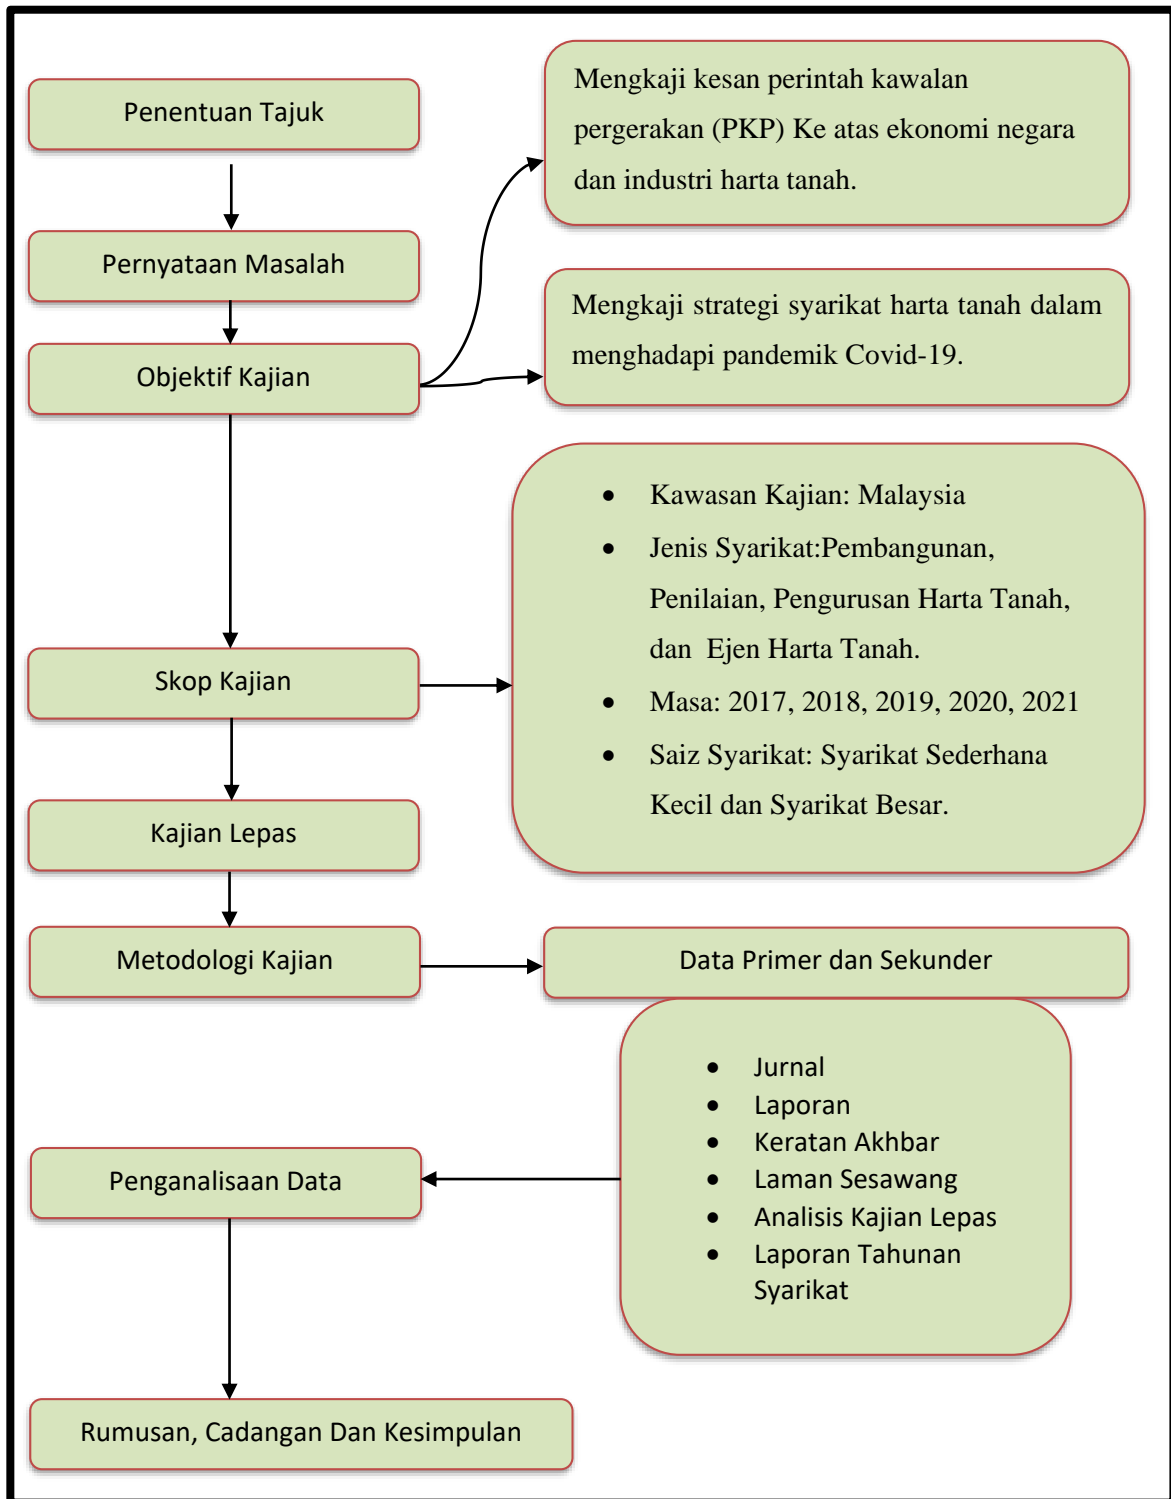 Penentuan Tajuk
Mengkaji kesan perintah kawalan
pergerakan (PKP) Ke atas ekonomi negara
dan industri harta tanah.
Pernyataan Masalah
Mengkaji strategi syarikat harta tanah dalam
menghadapi pandemik Covid-19.
Objektif Kajian
• Kawasan Kajian: Malaysia
• Jenis Syarikat:Pembangunan,
Penilaian, Pengurusan Harta Tanah,
dan Ejen Harta Tanah.
• Masa: 2017, 2018, 2019, 2020, 2021
• Saiz Syarikat: Syarikat Sederhana
Kecil dan Syarikat Besar.
Skop Kajian
Kajian Lepas
Metodologi Kajian
Data Primer dan Sekunder
• Jurnal
• Laporan
• Keratan Akhbar
• Laman Sesawang
• Analisis Kajian Lepas
• Laporan Tahunan
Syarikat
Penganalisaan Data
Rumusan, Cadangan Dan Kesimpulan